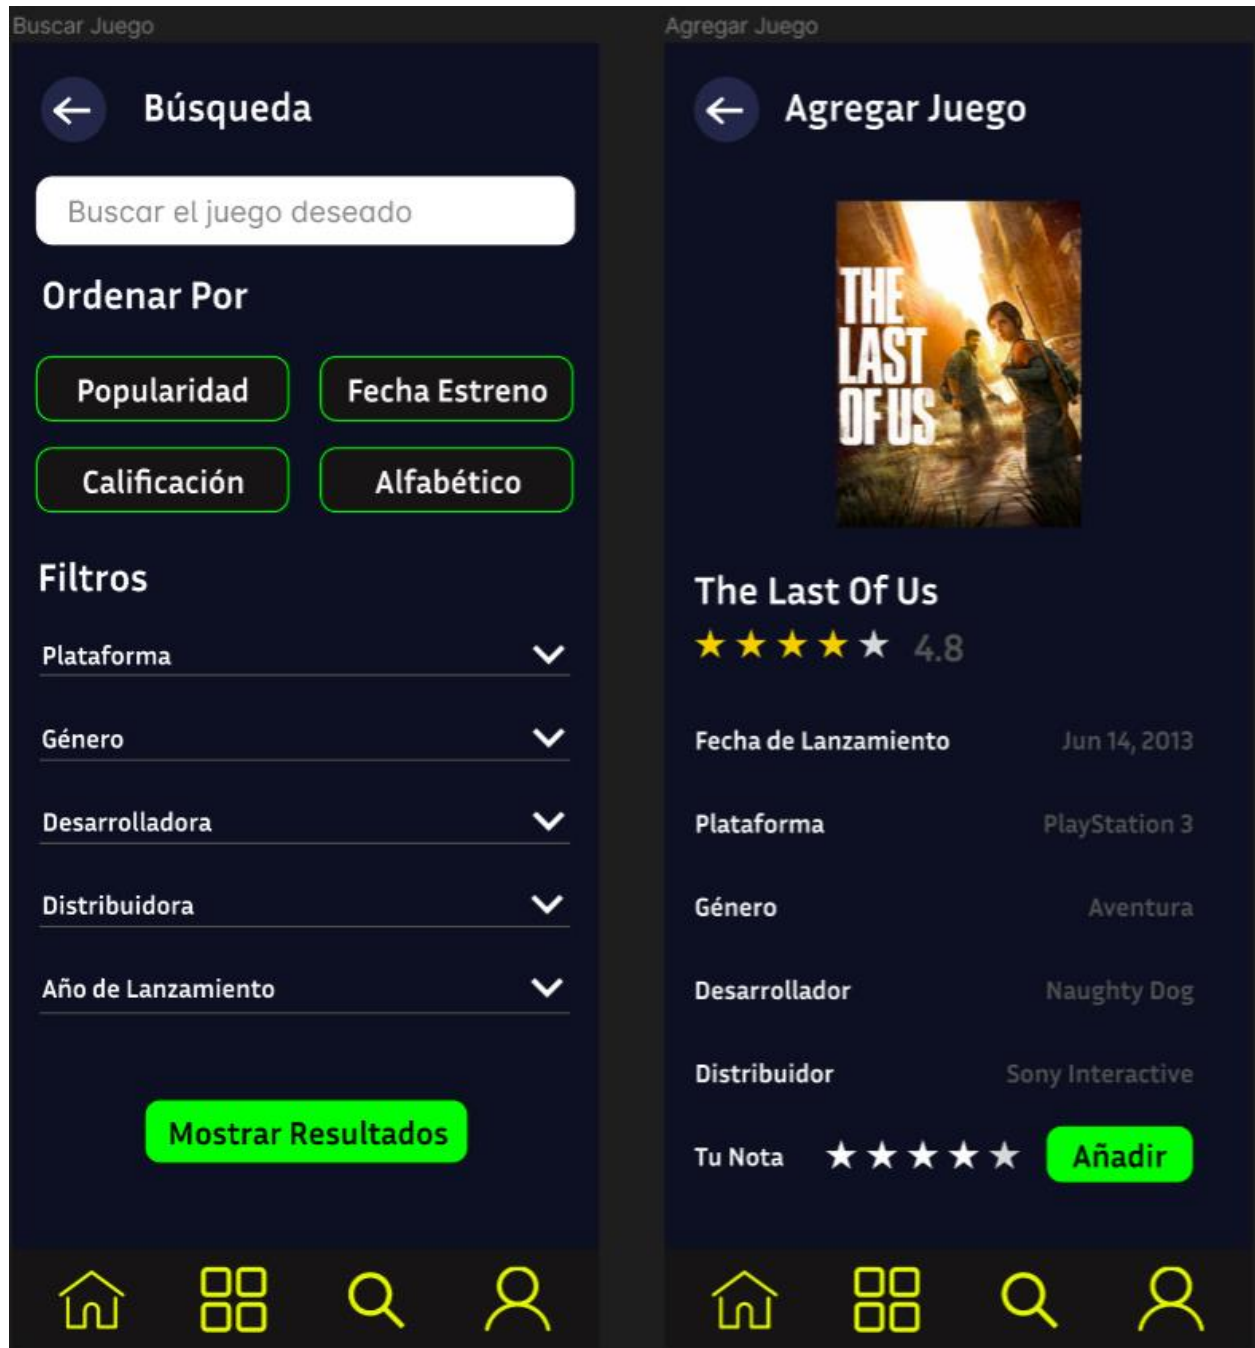 Buscar Juego
Búsqueda
Buscar el juego deseado
Ordenar Por
Popularidad
Fecha Estreno
Calificación
Alfabético
Filtros
Plataforma
Género
Desarrolladora
Distribuidora
Año de Lanzamiento
Mostrar Resultados
Agregar Juego
Agregar Juego
THE
LAST
OF US
The Last Of Us
4.8
Fecha de Lanzamiento Jun 14, 2013
Plataforma PlayStation 3
Género Aventura
Desarrollador Naughty Dog
Distribuidor Sony Interactive
Tu Nota Añadir